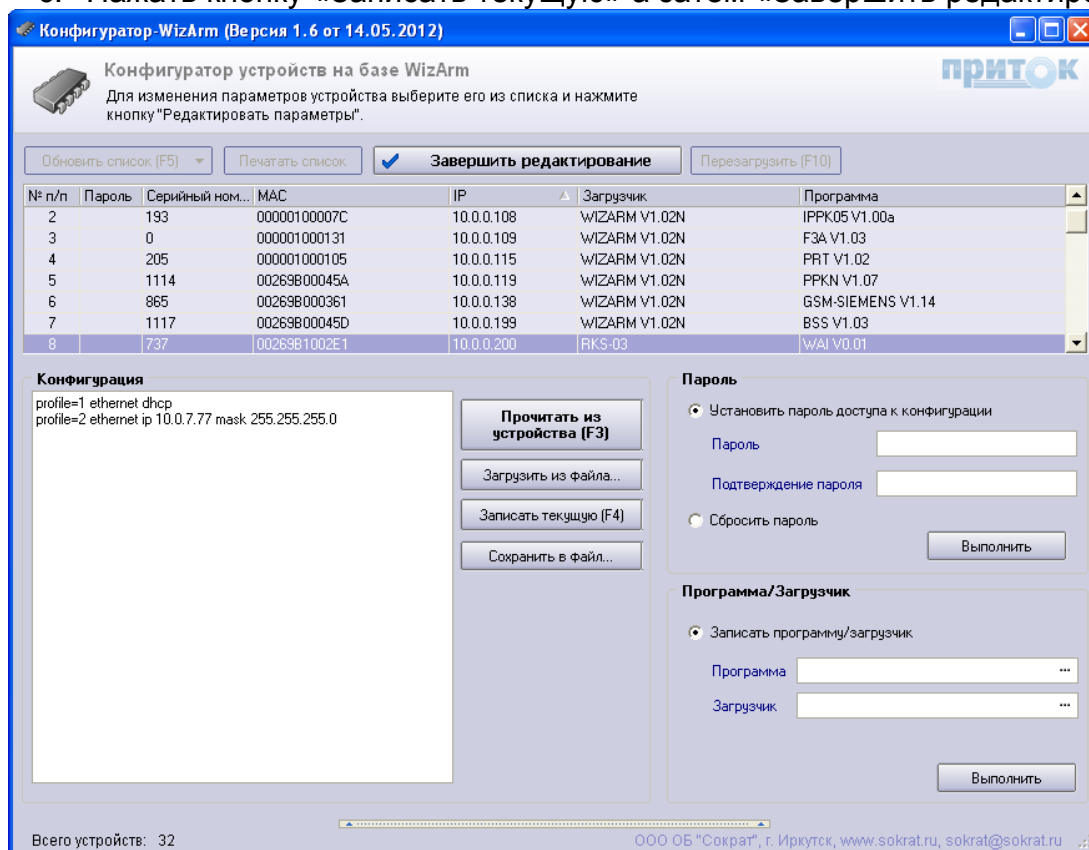 Нажать кнопку «Записать текущую» а затем «Завершить редактиро
Конфигуратор-WizArm (Версия 1.6 от 14.05.2012)
Конфигуратор устройств на базе WizArm
приток
Для изменения параметров устройства выберите его из списка и нажмите
кнопку "Редактировать параметры".
Обновить список (F5) Печатать список Завершить редактирование Перезагрузить (F10)
№ п/п Пароль Серийный ном... MAC IP Загрузчик Программа
2 193 00000100007C 10.0.0.108 WIZARM V1.02N IPPK05 V1.00a
3 0 000001000131 10.0.0.109 WIZARM V1.02N F3A V1.03
4 205 000001000105 10.0.0.115 WIZARM V1.02N PRT V1.02
5 1114 00269B00045A 10.0.0.119 WIZARM V1.02N PPKN V1.07
6 865 00269B000361 10.0.0.138 WIZARM V1.02N GSM-SIEMENS V1.14
7 1117 00269B00045D 10.0.0.199 WIZARM V1.02N BSS V1.03
8 737 00269B1002E1 10.0.0.200 RKS-03 WAI V0.01
Конфигурация
profile=1 ethernet dhcp
profile=2 ethernet ip 10.0.7.77 mask 255.255.255.0
Прочитать из
устройства (F3)
Загрузить из файла...
Записать текущую (F4)
Сохранить в файл...
Пароль
Установить пароль доступа к конфигурации
Пароль
Подтверждение пароля
Сбросить пароль
Выполнить
Программа/Загрузчик
Записать программу/загрузчик
Программа ...
Загрузчик ...
Выполнить
Всего устройств: 32
ООО ОБ "Сократ", г. Иркутск, www.sokrat.ru, sokrat@sokrat.ru